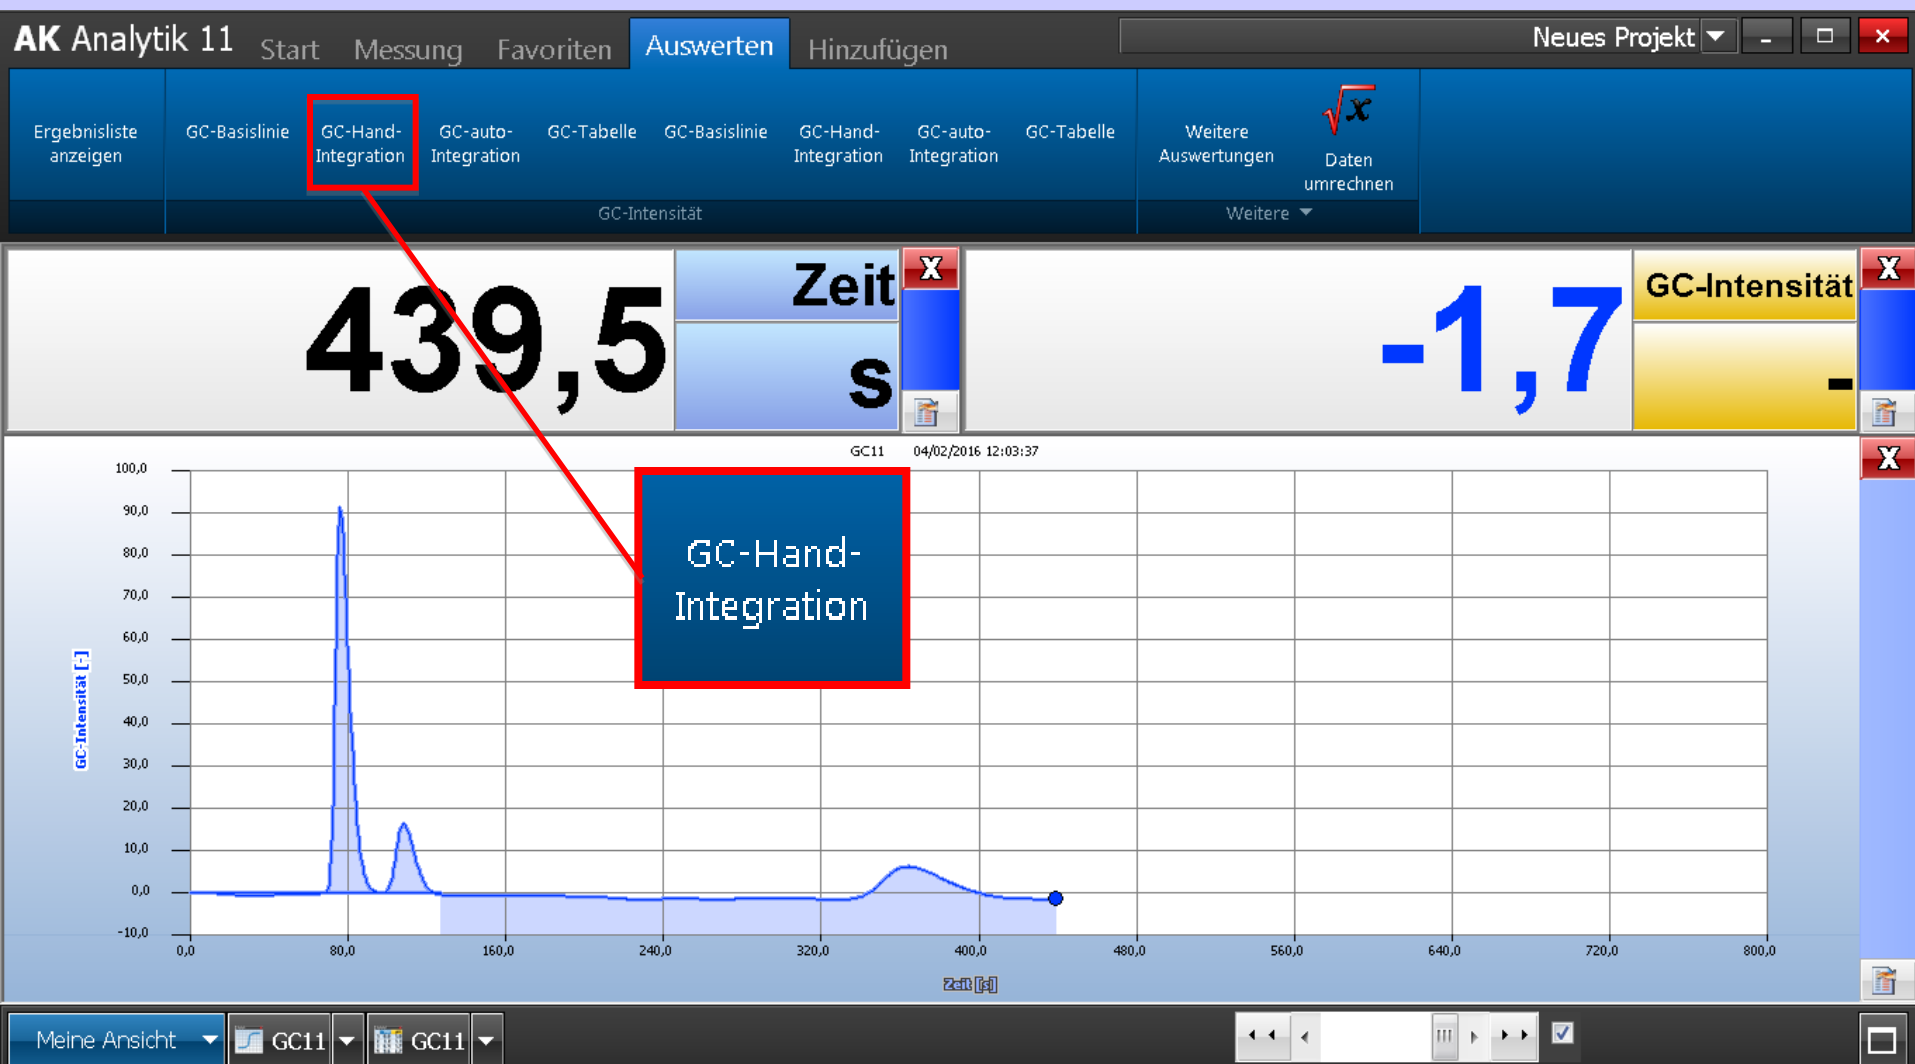 AK Analytik 11 Start Messung Favoriten Auswerten Hinzufügen Neues Projekt
Ergebnisliste
anzeigen
GC-Basislinie
GC-Hand-
Integration
GC-auto-
Integration
GC-Tabelle
GC-Basislinie
GC-Hand-
Integration
GC-auto-
Integration
GC-Tabelle
Weitere
Auswertungen
√x
Daten
umrechnen
GC-Intensität
Weitere
439,5
Zeit
s
X
-1,7
GC-Intensität
-
X
GC11 04/02/2016 12:03:37
X
100,0
90,0
80,0
70,0
60,0
50,0
40,0
30,0
20,0
10,0
0,0
-10,0
GC-Intensität [-]
GC-Hand-
Integration
0,0 80,0 160,0 240,0 320,0 400,0 480,0 560,0 640,0 720,0 800,0
Zeit [s]
Meine Ansicht GC11 GC11